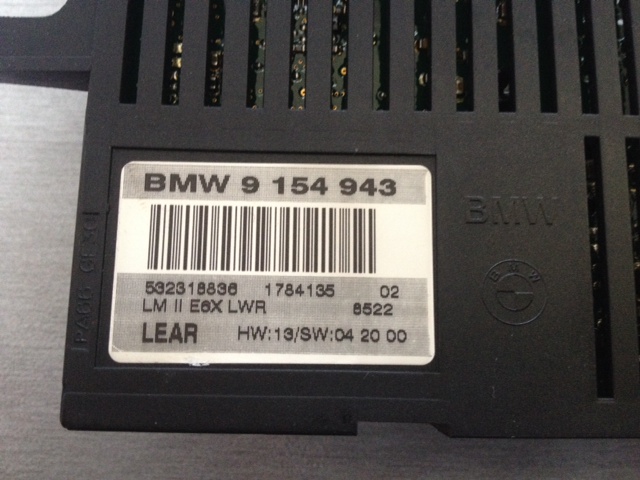 BMW 9 154 943
532318836 1784135 02
LM II E6X LWR 8522
LEAR HW:13/SW:04 20 00
BMW
BMW